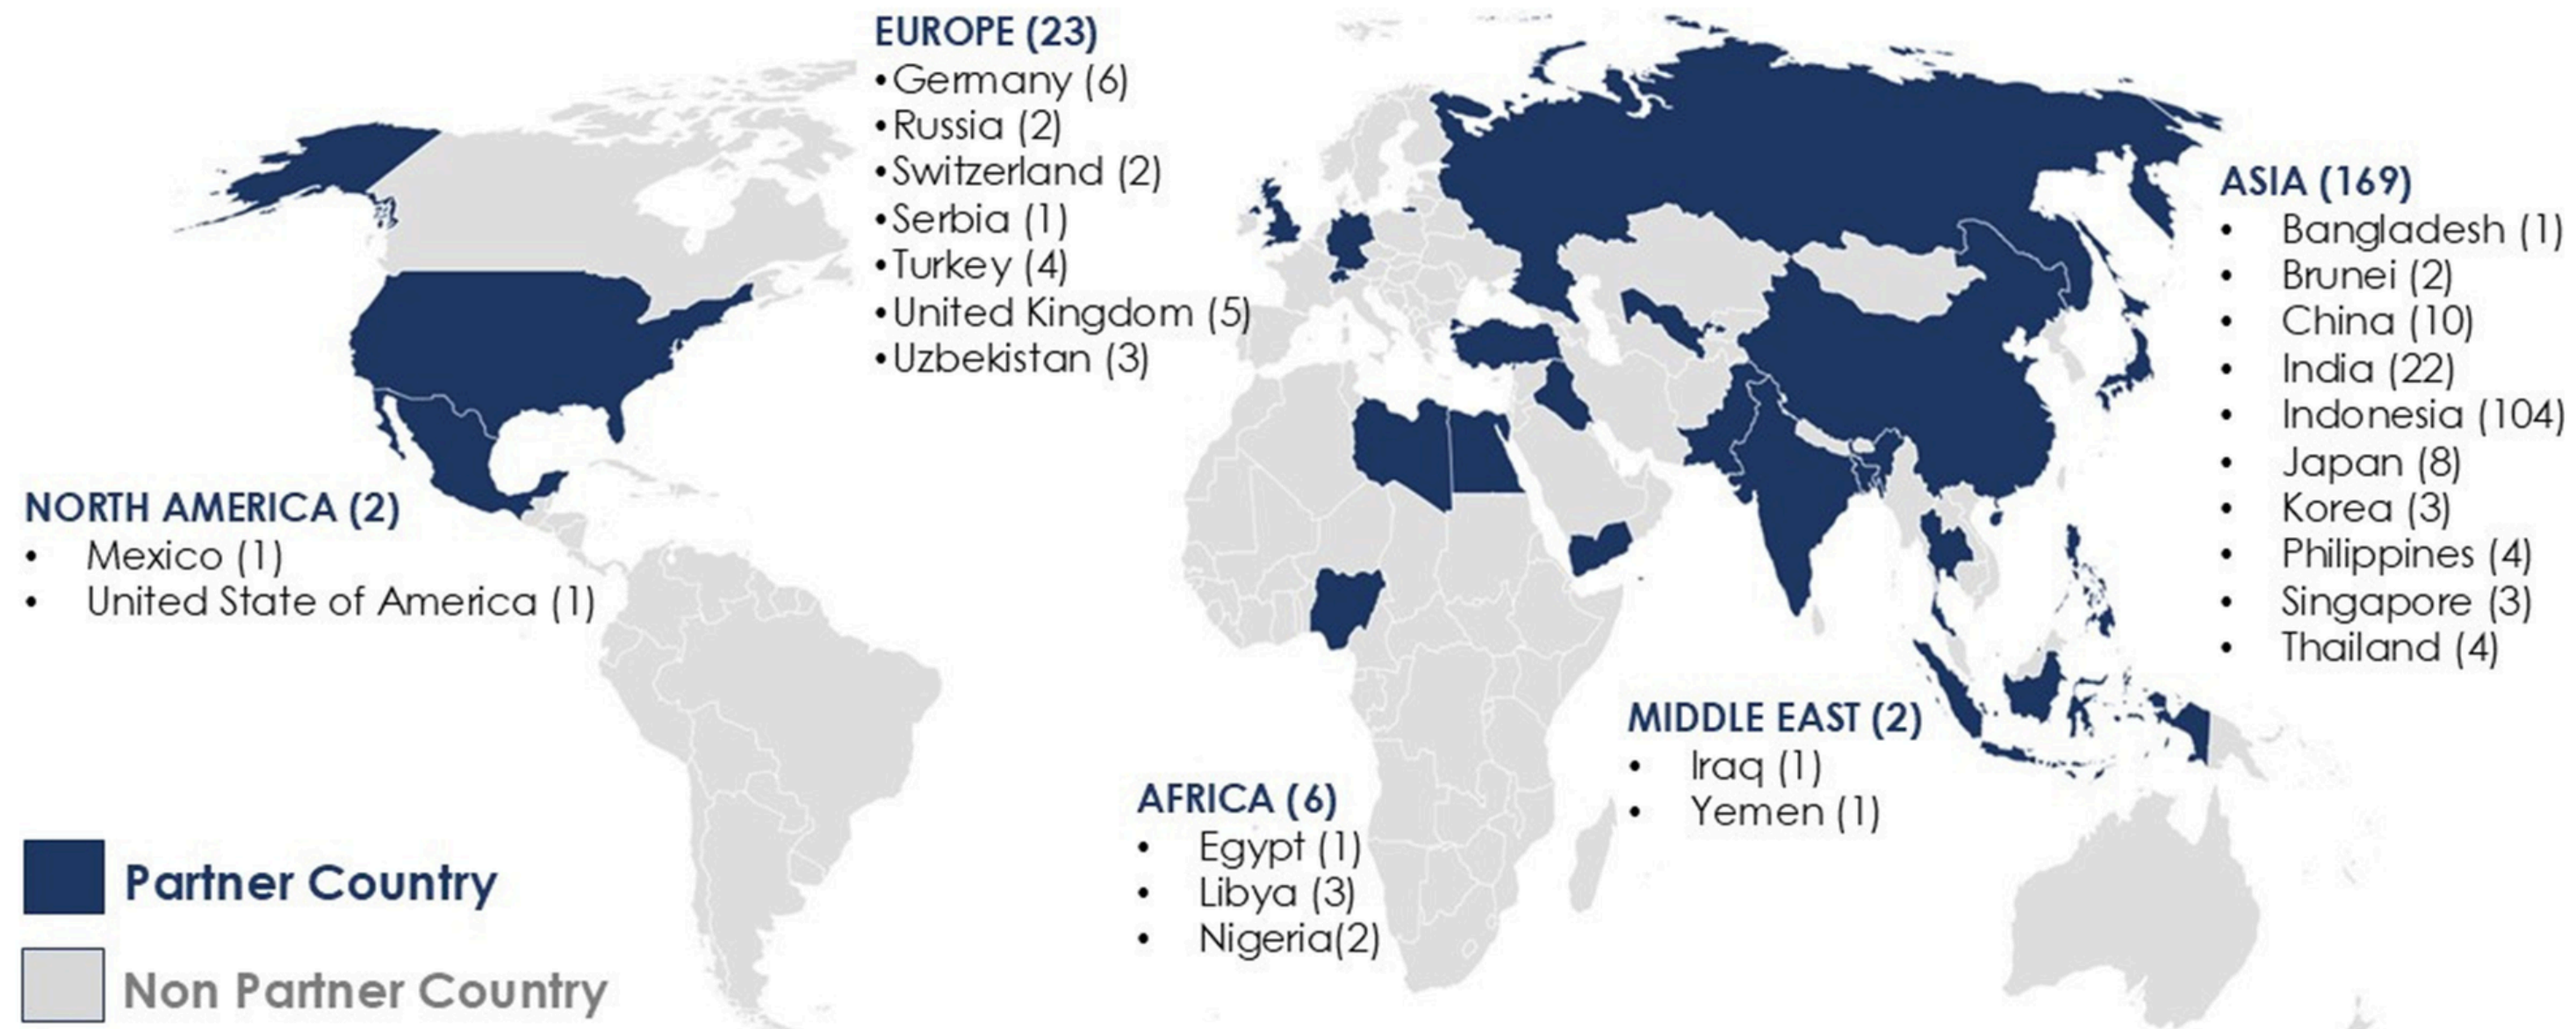 EUROPE (23)
•Germany (6)
•Russia (2)
•Switzerland (2)
•Serbia (1)
•Turkey (4)
•United Kingdom (5)
•Uzbekistan (3)
ASIA (169)
• Bangladesh (1)
• Brunei (2)
• China (10)
• India (22)
• Indonesia (104)
• Japan (8)
• Korea (3)
• Philippines (4)
• Singapore (3)
• Thailand (4)
NORTH AMERICA (2)
• Mexico (1)
• United State of America (1)
MIDDLE EAST (2)
• Iraq (1)
• Yemen (1)
AFRICA (6)
• Egypt (1)
• Libya (3)
• Nigeria(2)
Partner Country
Non Partner Country